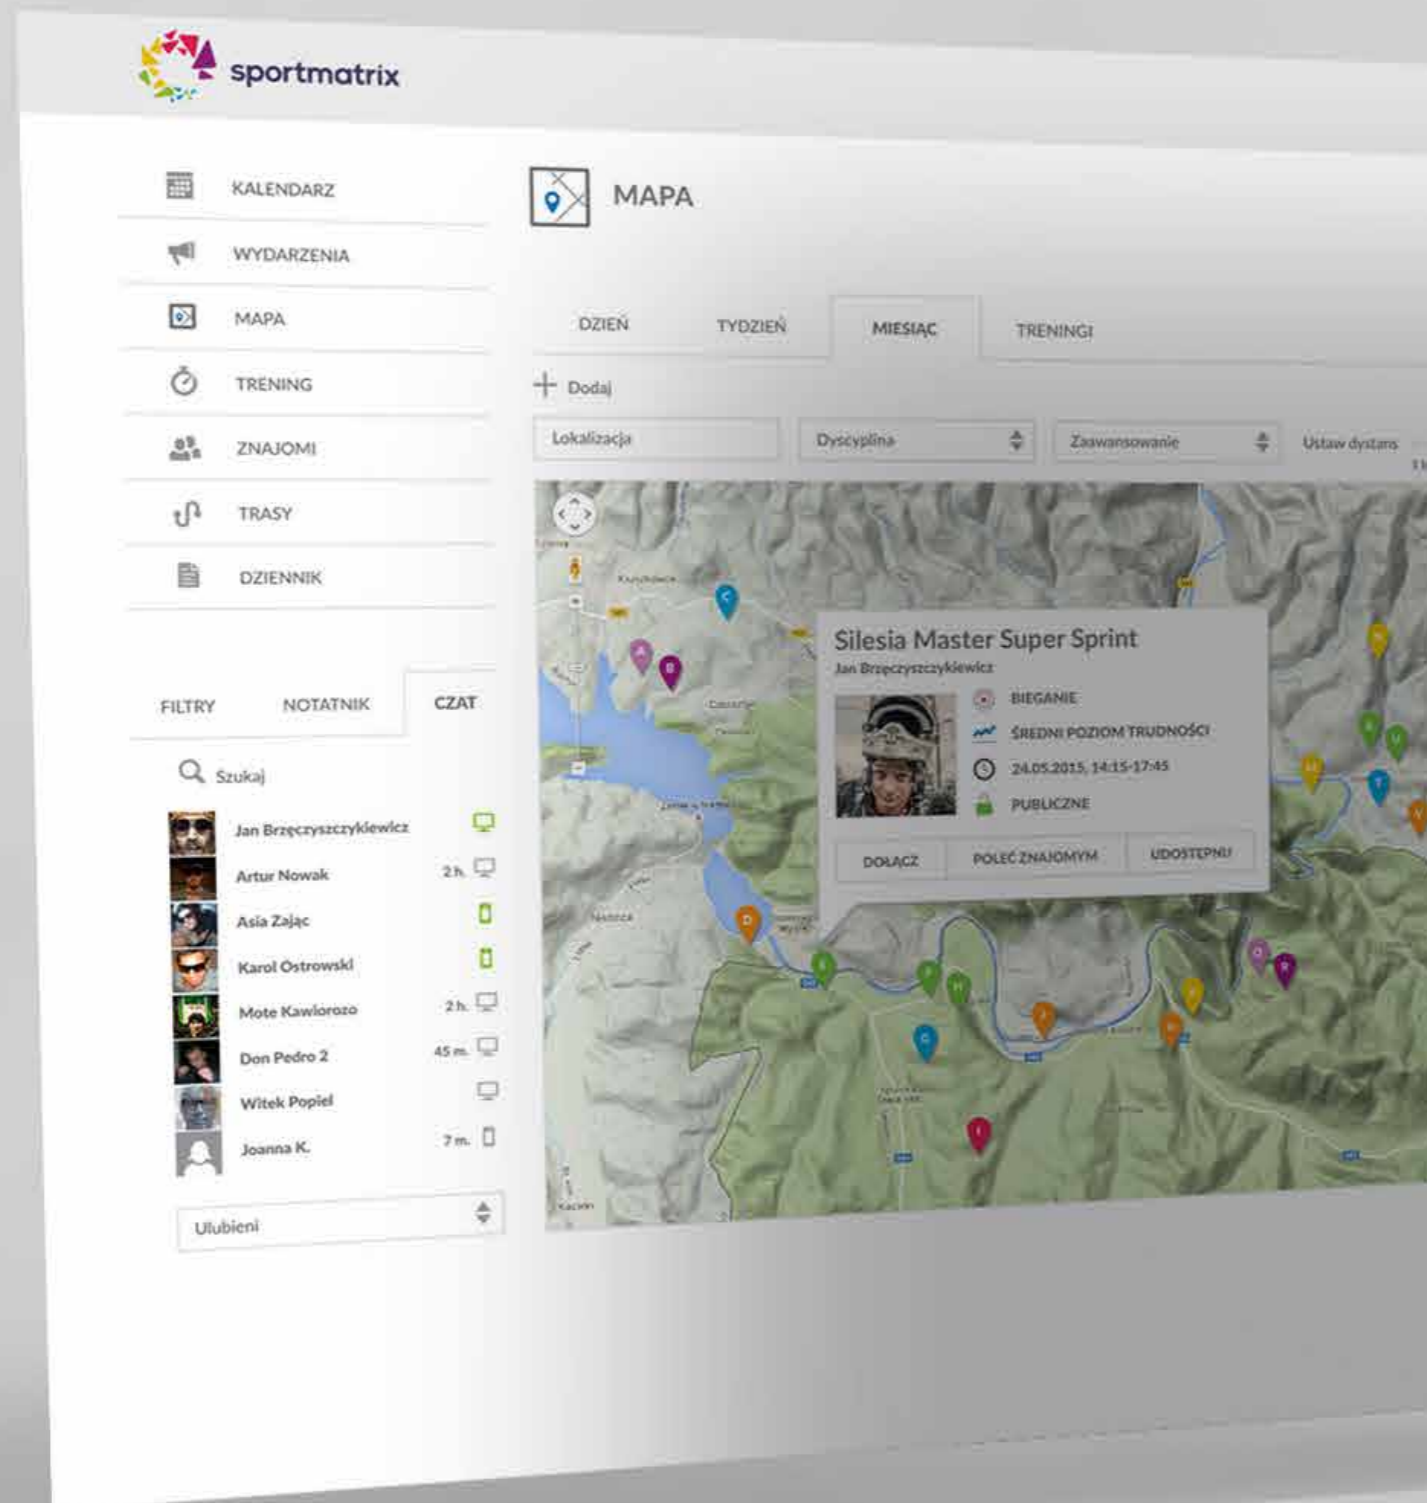 sportmatrix
KALENDARZ
WYDARZENIA
MAPA
TRENING
ZNAJOMI
TRASY
DZIENNIK
FILTRY NOTATNIK CZAT
Szukaj
Jan Brzęczyszczykiewicz
Artur Nowak 2 h.
Asia Zając
Karol Ostrowski
Mote Kawiorozo 2 h.
Don Pedro 2 45 m.
Witek Popiel
Joanna K. 7 m.
Ulubieni
MAPA
DZIEŃ TYDZIEŃ MIESIĄC TRENINGI
Dodaj
Lokalizacja Dyscyplina Zaawansowanie Ustaw dystans
C
A
B
Silesia Master Super Sprint
Jan Brzęczyszczykiewicz
BIEGANIE
ŚREDNI POZIOM TRUDNOŚCI
24.05.2015, 14:15-17:45
PUBLICZNE
DOŁĄCZ POLEĆ ZNAJOMYM UDOSTĘPNIJ
D
H
G